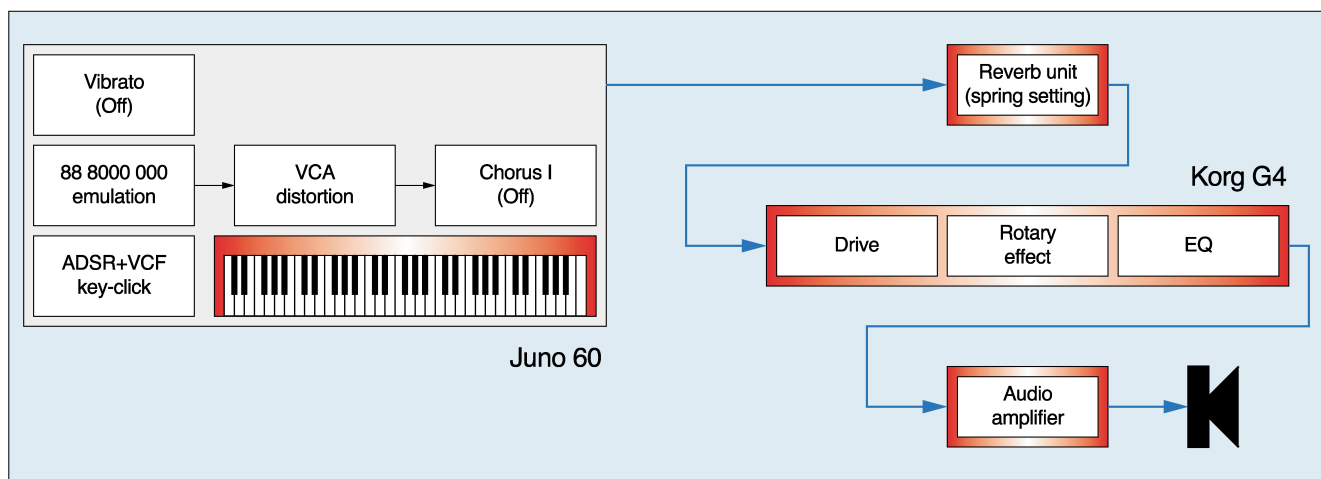 Vibrato
(Off)
88 8000 000
emulation
VCA
distortion
Chorus I
(Off)
ADSR+VCF
key-click
Juno 60
Reverb unit
(spring setting)
Korg G4
Drive
Rotary
effect
EQ
Audio
amplifier